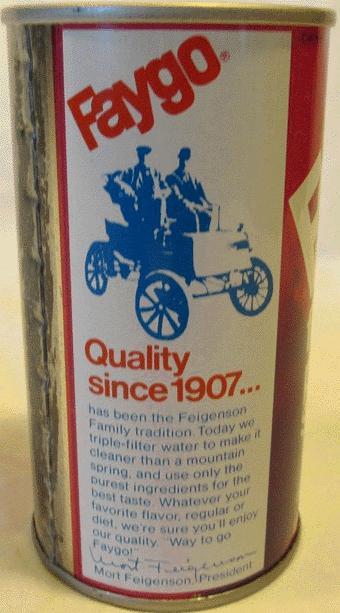 Faygo®
Quality
since 1907...
has been the Feigenson
Family tradition. Today we
triple-filter water to make it
cleaner than a mountain
spring, and use only the
purest ingredients for the
best taste. Whatever your
favorite flavor, regular or
diet, we're sure you'll enjoy
our quality. "Way to go
Faygo!"
Mort Feigenson
Mort Feigenson, President